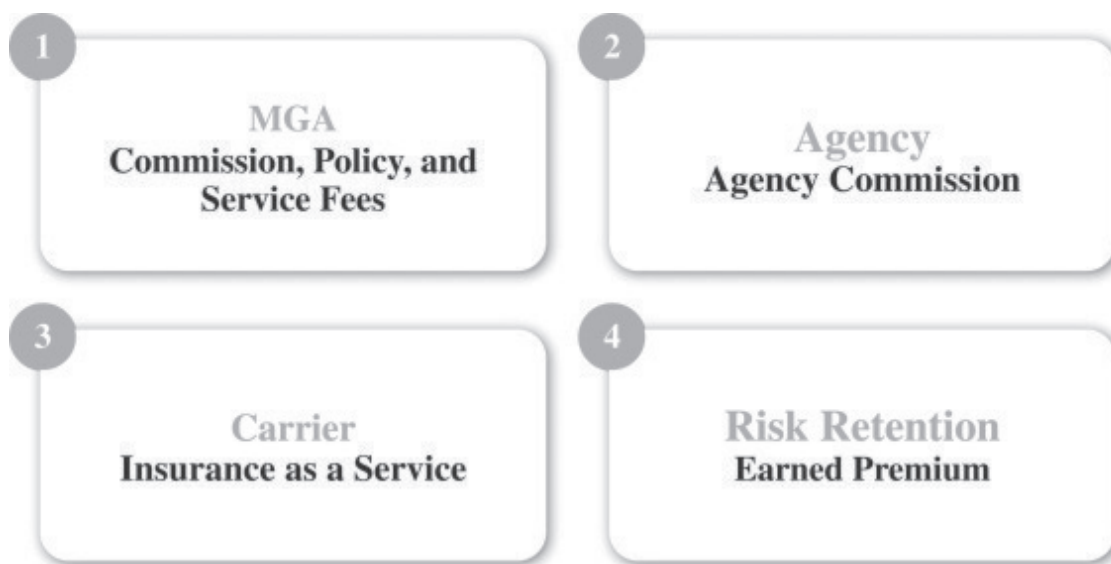 1
MGA
Commission, Policy, and
Service Fees
2
Agency
Agency Commission
3
Carrier
Insurance as a Service
4
Risk Retention
Earned Premium